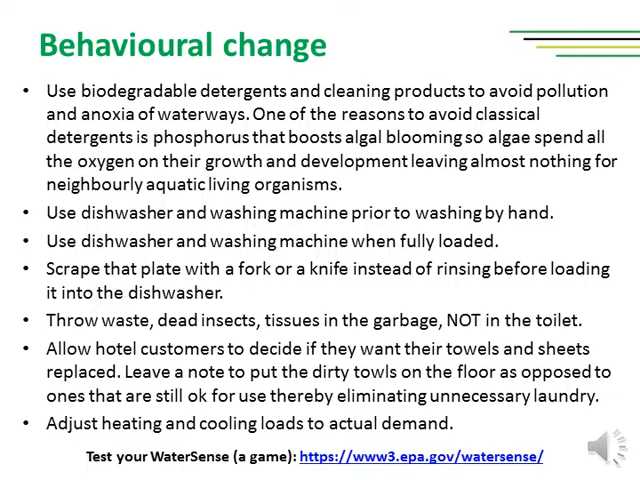 Behavioural change
• Use biodegradable detergents and cleaning products to avoid pollution
and anoxia of waterways. One of the reasons to avoid classical
detergents is phosphorus that boosts algal blooming so algae spend all
the oxygen on their growth and development leaving almost nothing for
neighbourly aquatic living organisms.
• Use dishwasher and washing machine prior to washing by hand.
• Use dishwasher and washing machine when fully loaded.
• Scrape that plate with a fork or a knife instead of rinsing before loading
it into the dishwasher.
• Throw waste, dead insects, tissues in the garbage, NOT in the toilet.
• Allow hotel customers to decide if they want their towels and sheets
replaced. Leave a note to put the dirty towls on the floor as opposed to
ones that are still ok for use thereby eliminating unnecessary laundry.
• Adjust heating and cooling loads to actual demand.
Test your WaterSense (a game): https://www3.epa.gov/watersense/